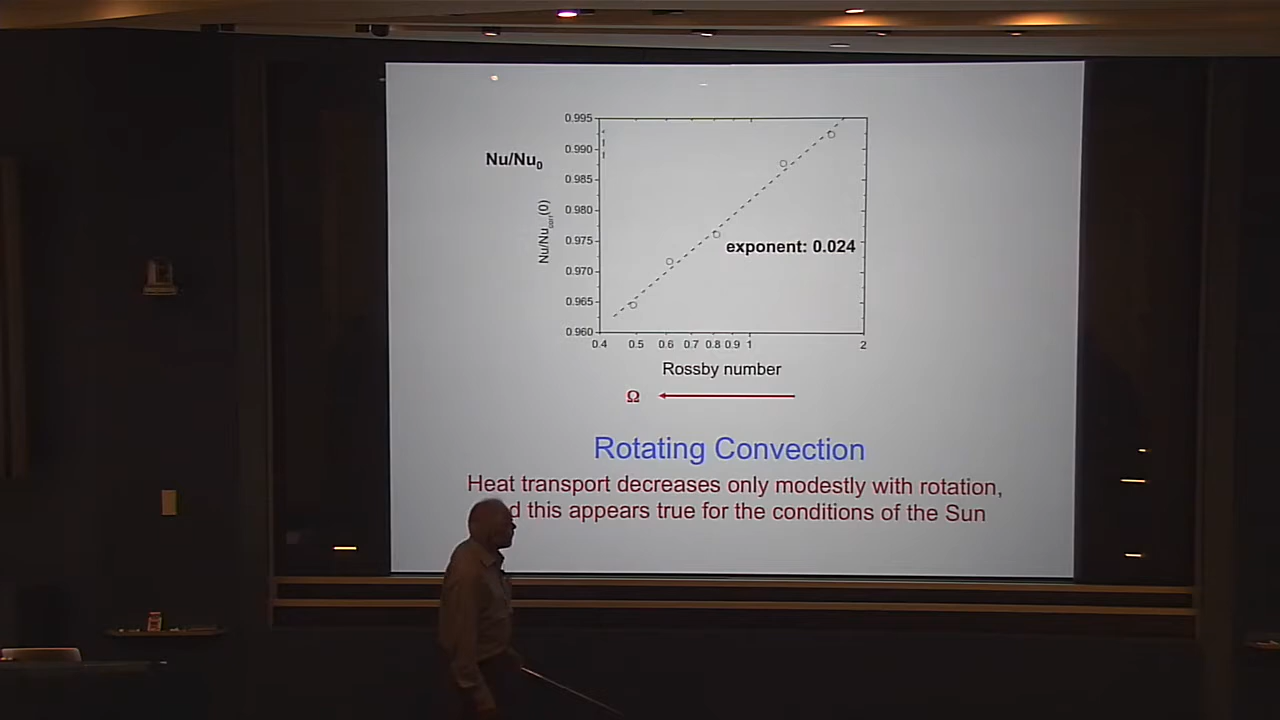 0.995
Nu/Nu0
0.990
0.985
0.980
0.975
0.970
0.965
0.960
Nu/Nucorr(0)
exponent: 0.024
0.4 0.5 0.6 0.7 0.8 0.9 1 2
Rossby number
Ω
Rotating Convection
Heat transport decreases only modestly with rotation,
this appears true for the conditions of the Sun